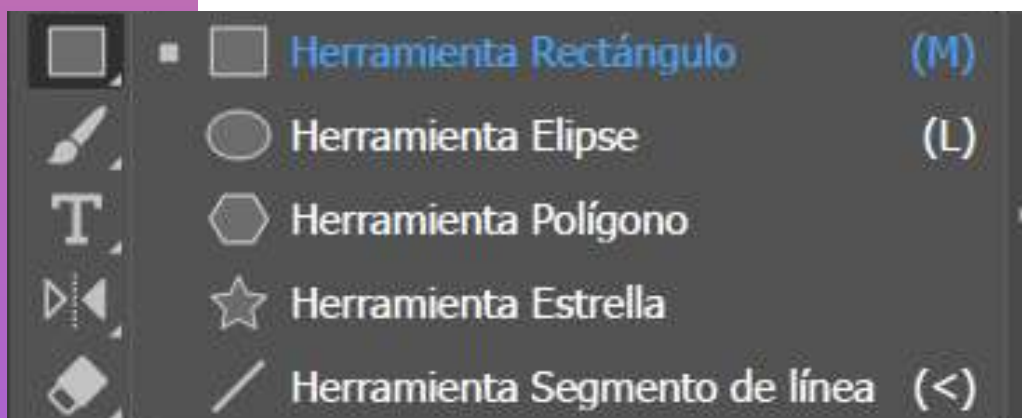 Herramienta Rectángulo (M)
Herramienta Elipse (L)
T Herramienta Polígono
Herramienta Estrella
Herramienta Segmento de línea (<)